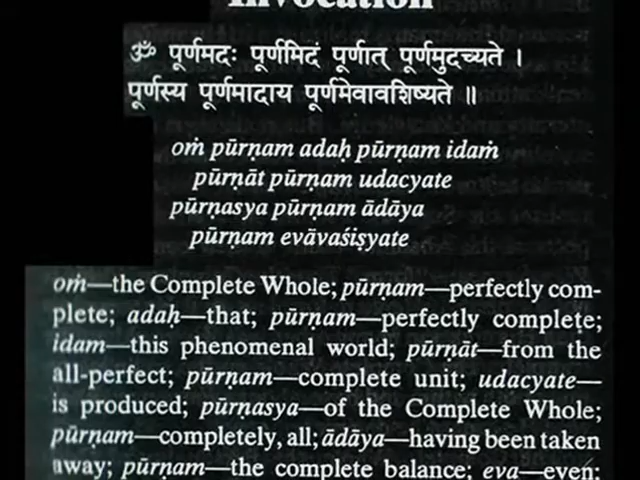 Invocation
ॐ पूर्णमदः पूर्णमिदं पूर्णात् पूर्णमुदच्यते ।
पूर्णस्य पूर्णमादाय पूर्णमेवावशिष्यते ॥
oṁ pūrṇam adaḥ pūrṇam idaṁ
pūrṇāt pūrṇam udacyate
pūrṇasya pūrṇam ādāya
pūrṇam evāvaśiṣyate
oṁ—the Complete Whole; pūrṇam—perfectly com-
plete; adaḥ—that; pūrṇam—perfectly complete;
idam—this phenomenal world; pūrṇāt—from the
all-perfect; pūrṇam—complete unit; udacyate—
is produced; pūrṇasya—of the Complete Whole;
pūrṇam—completely, all; ādāya—having been taken
away; pūrṇam—the complete balance; eva—even;